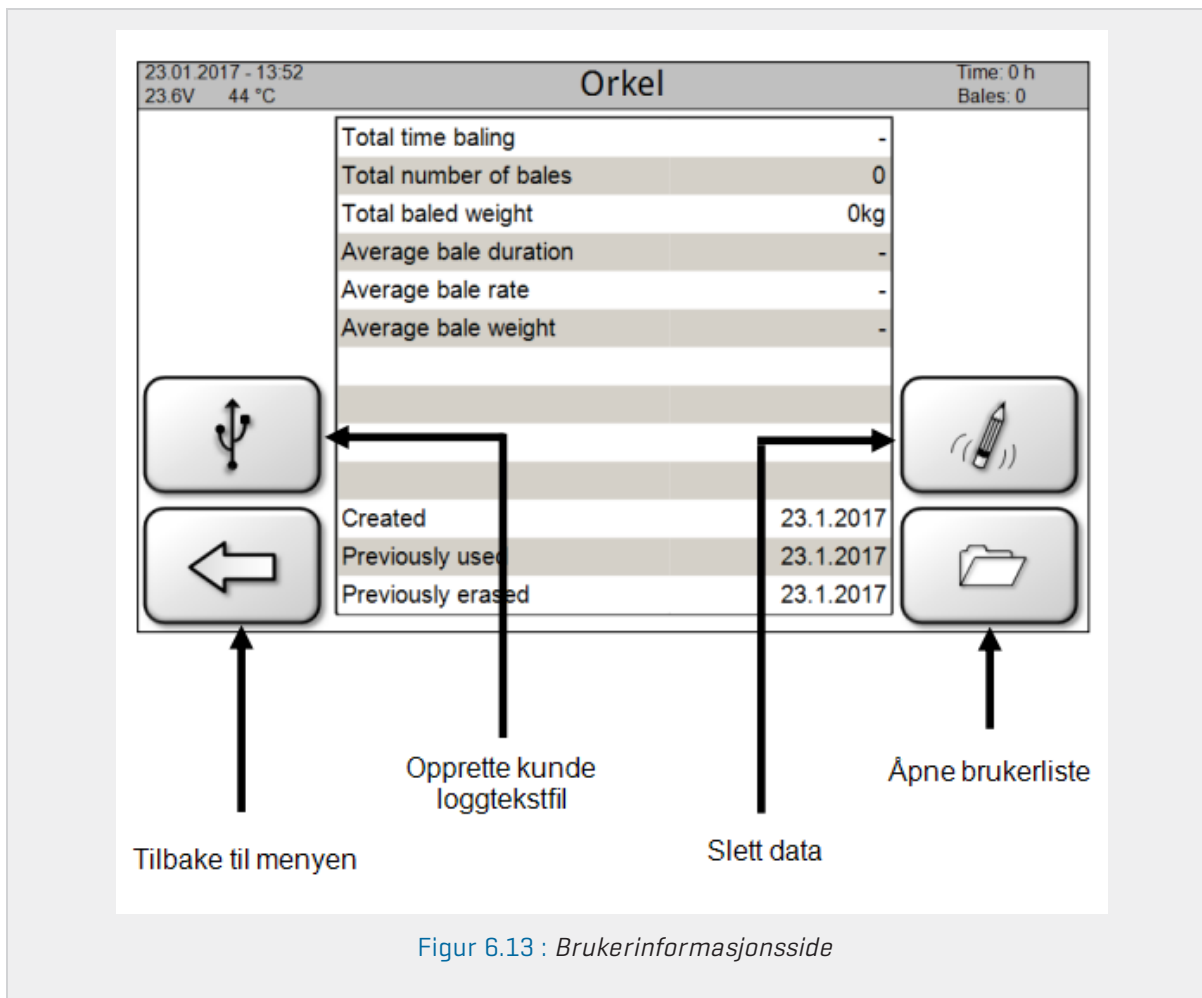 23.01.2017 - 13:52
23.6V 44 °C
Orkel
Time: 0 h
Bales: 0
Total time baling -
Total number of bales 0
Total baled weight 0kg
Average bale duration -
Average bale rate -
Average bale weight -
Created 23.1.2017
Previously used 23.1.2017
Previously erased 23.1.2017
Opprette kunde
loggtekstfil
Åpne brukerliste
Tilbake til menyen
Slett data
Figur 6.13 : Brukerinformasjonsside